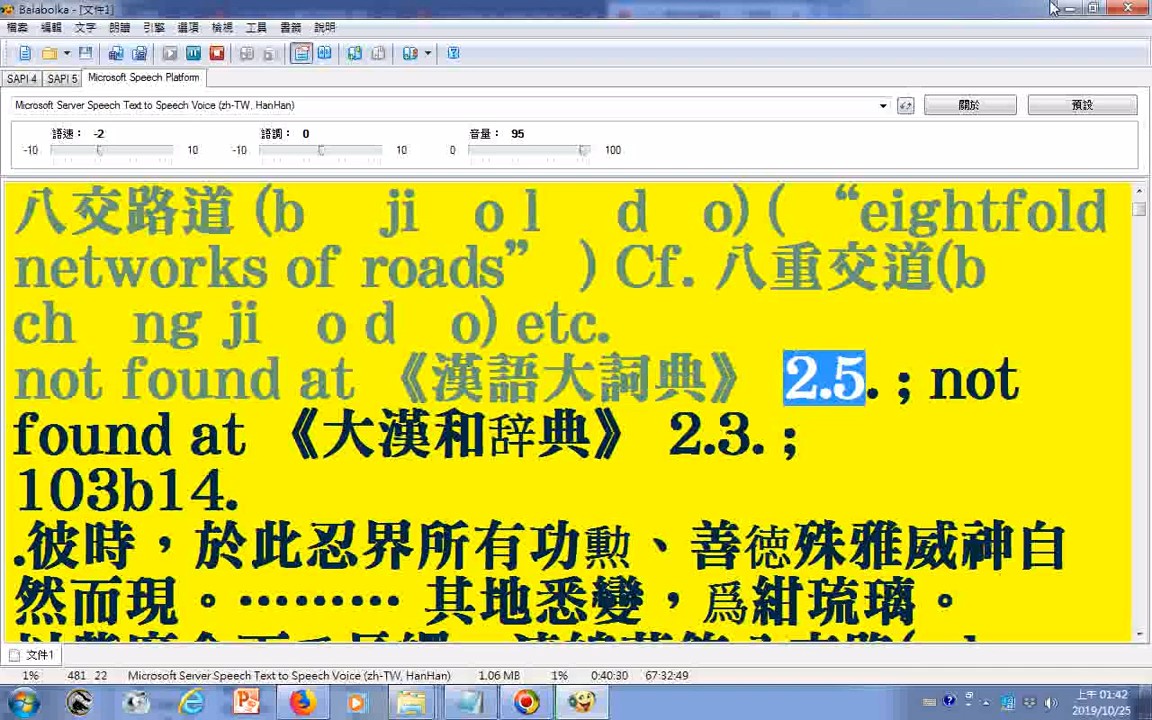 Balabolka - [文件1]
檔案 編輯 文字 朗讀 引擎 選項 檢視 工具 書籤 說明
SAPI 4 SAPI 5 Microsoft Speech Platform
Microsoft Server Speech Text to Speech Voice (zh-TW, HanHan) 關於 預設
語速： -2 語調： 0 音量： 95
-10 10 -10 10 0 100
八交路道 (b ji o l d o) ( “eightfold
networks of roads” ) Cf. 八重交道(b
ch ng ji o d o) etc.
not found at 《漢語大詞典》 2.5. ; not
found at 《大漢和辞典》 2.3. ;
103b14.
.彼時，於此忍界所有功勲、善徳殊雅威神自
然而現。⋯⋯⋯ 其地悉變，爲紺琉璃。
文件1
1% 481 22 Microsoft Server Speech Text to Speech Voice (zh-TW, HanHan) 1.06 MB 1% 0:40:30 67:32:49
上午 01:42
2019/10/25